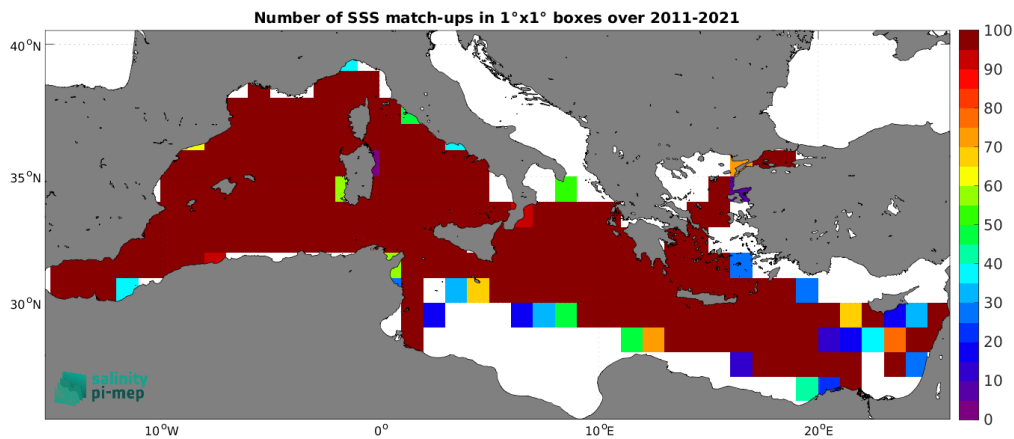 Number of SSS match-ups in 1°x1° boxes over 2011-2021
40°N
35°N
30°N
10°W
0°
10°E
20°E
100
90
80
70
60
50
40
30
20
10
0
salinity
pi-mep